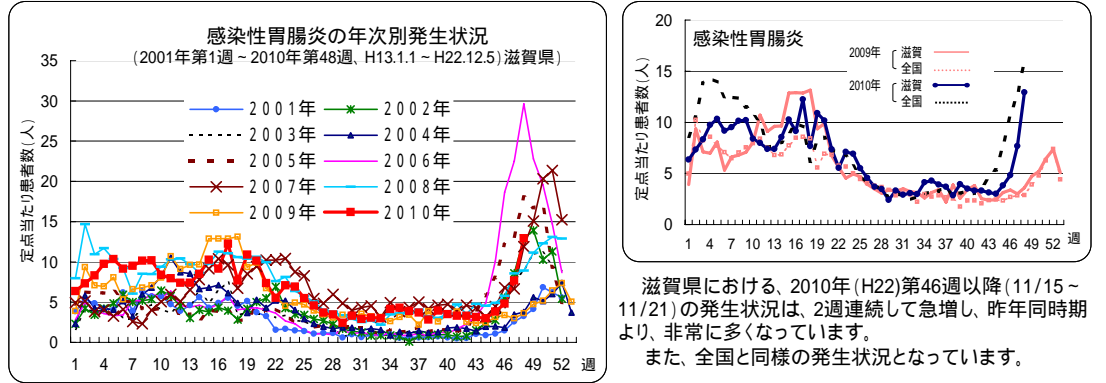 感染性胃腸炎の年次別発生状況
(2001年第1週~2010年第48週、H13.1.1~H22.12.5)滋賀県)
定点当たり患者数(人)
35
30
25
20
15
10
5
0
2001年 2002年
2003年 2004年
2005年 2006年
2007年 2008年
2009年 2010年
1 4 7 10 13 16 19 22 25 28 31 34 37 40 43 46 49 52 週
感染性胃腸炎
定点当たり患者数(人)
20
15
10
5
0
2009年 滋賀
全国
2010年 滋賀
全国
1 4 7 10 13 16 19 22 25 28 31 34 37 40 43 46 49 52 週
滋賀県における、2010年(H22)第46週以降(11/15~
11/21)の発生状況は、2週連続して急増し、昨年同時期
より、非常に多くなっています。
また、全国と同様の発生状況となっています。